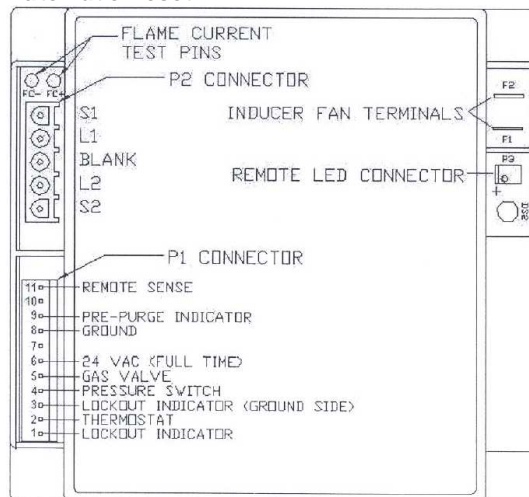 FLAME CURRENT
TEST PINS
FC- FC+
P2 CONNECTOR
S1
L1
BLANK
L2
S2
INDUCER FAN TERMINALS
F2
F1
REMOTE LED CONNECTOR
P3
+
DS2
P1 CONNECTOR
11 REMOTE SENSE
10
9 PRE-PURGE INDICATOR
8 GROUND
7
6 24 VAC (FULL TIME)
5 GAS VALVE
4 PRESSURE SWITCH
3 LOCKOUT INDICATOR (GROUND SIDE)
2 THERMOSTAT
1 LOCKOUT INDICATOR